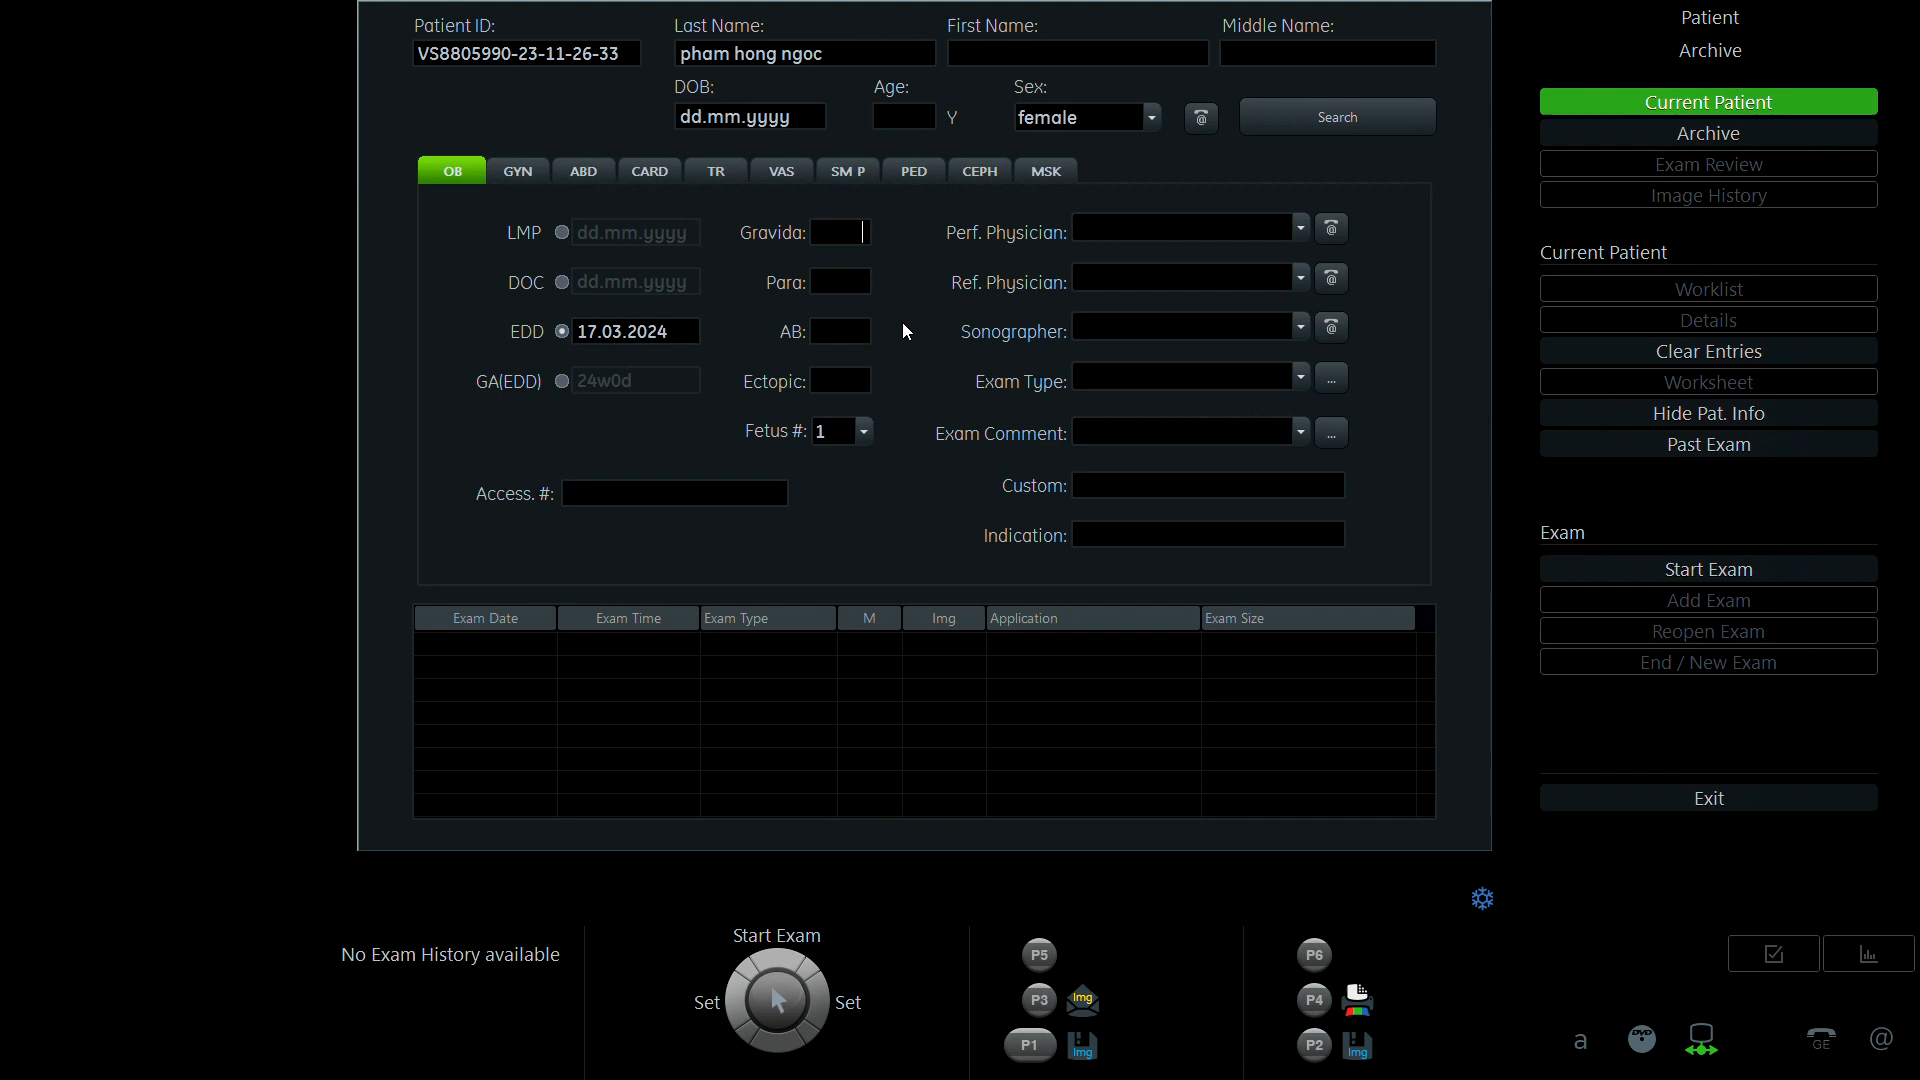 Patient ID: Last Name: First Name: Middle Name:
VS8805990-23-11-26-33 pham hong ngoc
DOB: Age: Sex:
dd.mm.yyyy Y female Search
OB GYN ABD CARD TR VAS SM P PED CEPH MSK
LMP dd.mm.yyyy Gravida: Perf. Physician: @
DOC dd.mm.yyyy Para: Ref. Physician: @
EDD 17.03.2024 AB: Sonographer: @
GA(EDD) 24w0d Ectopic: Exam Type: ...
Fetus #: 1 Exam Comment: ...
Access. #: Custom:
Indication:
Exam Date Exam Time Exam Type M Img Application Exam Size
Patient
Archive
Current Patient
Archive
Exam Review
Image History
Current Patient
Worklist
Details
Clear Entries
Worksheet
Hide Pat. Info
Past Exam
Exam
Start Exam
Add Exam
Reopen Exam
End / New Exam
Exit
No Exam History available
Start Exam
Set Set
P5 P6
P3 Img P4
P1 Img P2 Img
a DVD GE @